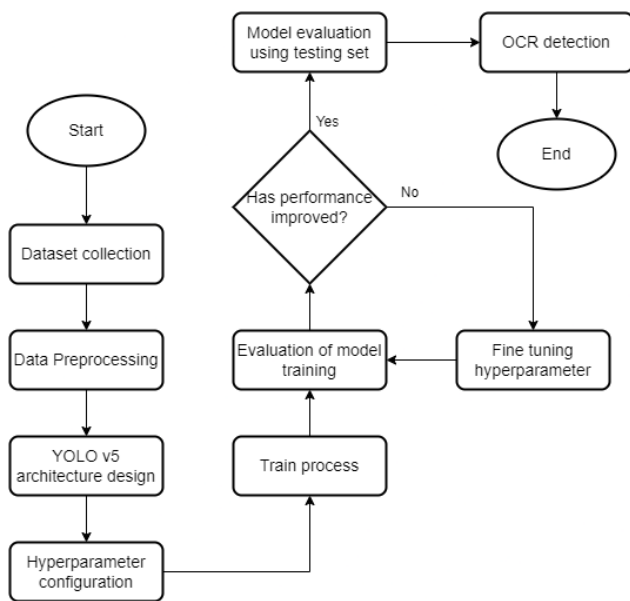 Start
Dataset collection
Data Preprocessing
YOLO v5
architecture design
Hyperparameter
configuration
Train process
Evaluation of model
training
Has performance
improved?
Yes
No
Fine tuning
hyperparameter
Model evaluation
using testing set
OCR detection
End